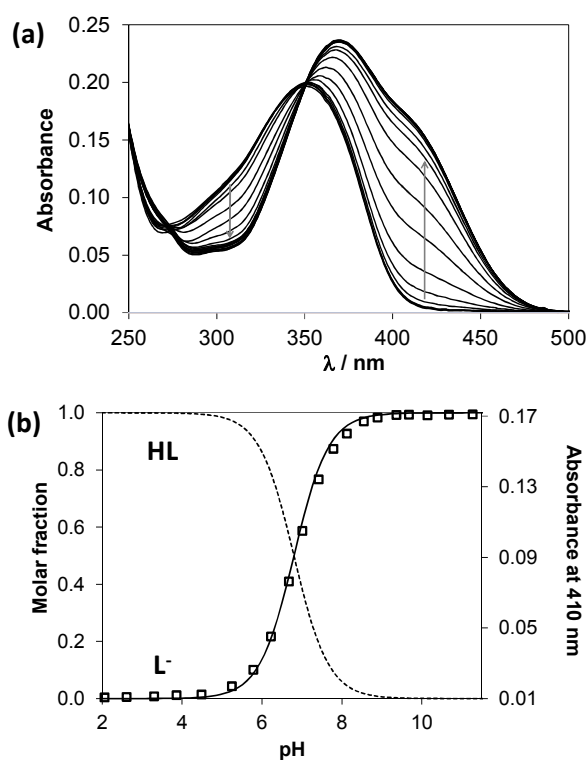 (a)
0.25
0.20
0.15
0.10
0.05
0.00
Absorbance
250 300 350 400 450 500
λ / nm
(b)
1.0
0.8
0.6
0.4
0.2
0.0
Molar fraction
HL
L⁻
0.17
0.13
0.09
0.05
0.01
Absorbance at 410 nm
2 4 6 8 10
pH